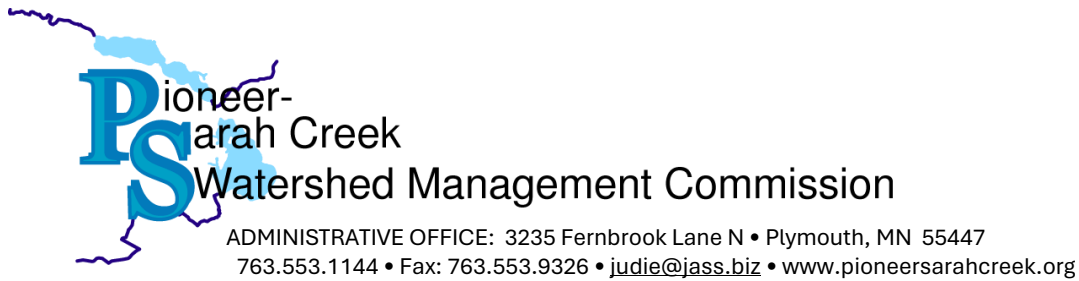 Pioneer-
Sarah Creek
Watershed Management Commission
ADMINISTRATIVE OFFICE:  3235 Fernbrook Lane N • Plymouth, MN  55447
763.553.1144 • Fax: 763.553.9326 • judie@jass.biz • www.pioneersarahcreek.org